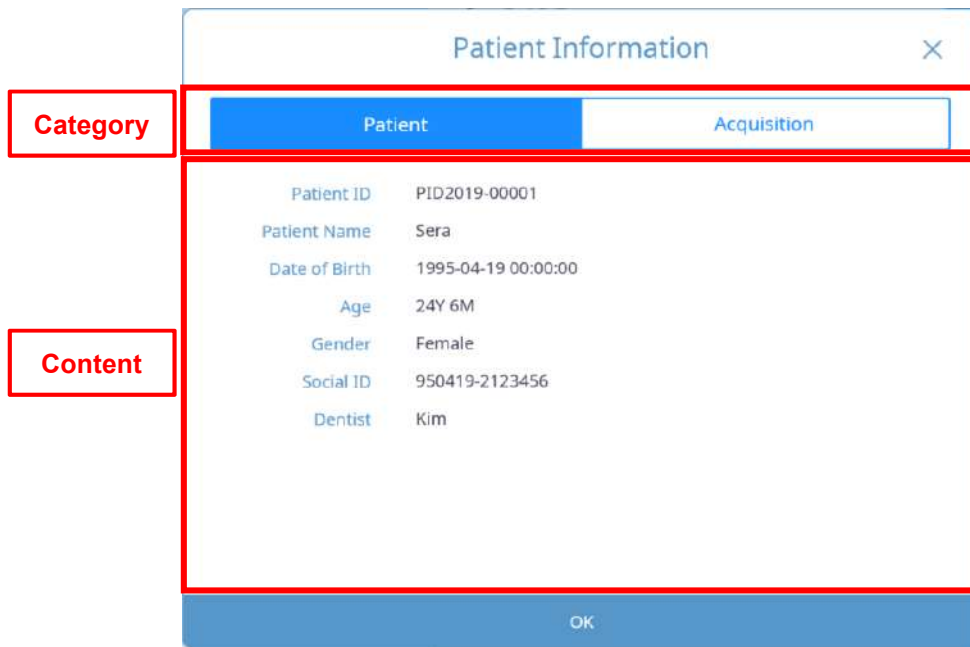 Patient Information
Category
Patient Acquisition
Patient ID PID2019-00001
Patient Name Sera
Date of Birth 1995-04-19 00:00:00
Age 24Y 6M
Gender Female
Content
Social ID 950419-2123456
Dentist Kim
OK